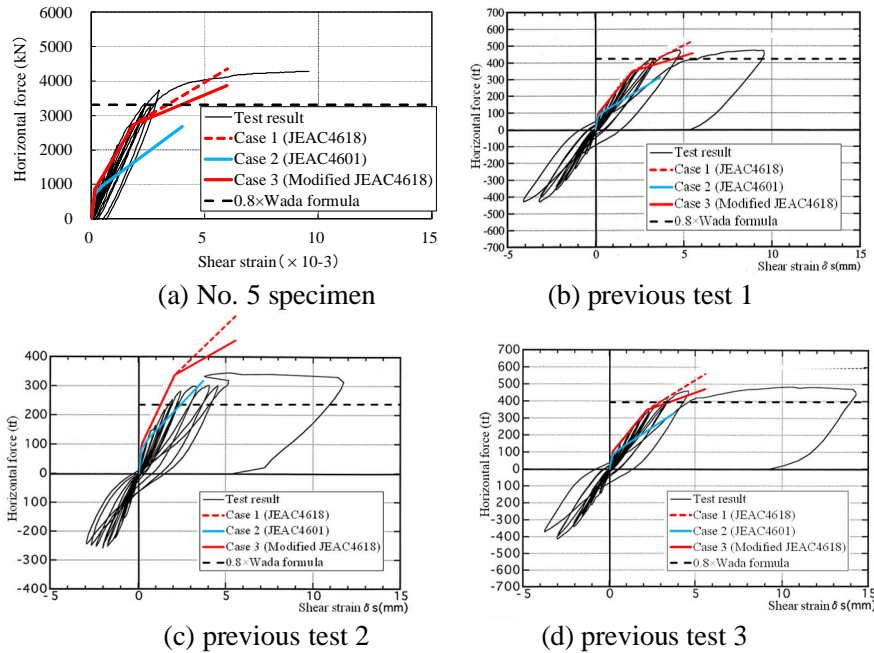 6000
5000
4000
3000
2000
1000
0
Horizontal force (kN)
0
5
10
15
Shear strain（× 10-3）
Test result
Case 1 (JEAC4618)
Case 2 (JEAC4601)
Case 3 (Modified JEAC4618)
0.8×Wada formula
(a) No. 5 specimen
700
600
500
400
300
200
100
0
-100
-200
-300
-400
-500
-600
-700
Horizontal force (tf)
-5
0
5
10
15
Shear strain δ s(mm)
Test result
Case 1 (JEAC4618)
Case 2 (JEAC4601)
Case 3 (Modified JEAC4618)
0.8×Wada formula
(b) previous test 1
400
300
200
100
0
-100
-200
-300
-400
Horizontal force (tf)
-5
0
5
10
15
Shear strain δ s(mm)
Test result
Case 1 (JEAC4618)
Case 2 (JEAC4601)
Case 3 (Modified JEAC4618)
0.8×Wada formula
(c) previous test 2
700
600
500
400
300
200
100
0
-100
-200
-300
-400
-500
-600
-700
Horizontal force (tf)
-5
0
5
10
15
Shear strain δ s(mm)
Test result
Case 1 (JEAC4618)
Case 2 (JEAC4601)
Case 3 (Modified JEAC4618)
0.8×Wada formula
(d) previous test 3